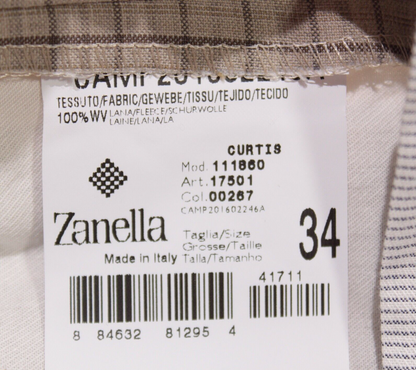 TESSUTO/FABRIC/GEWEBE/TISSU/TEJIDO/TECIDO
100%WV LANA/FLEECE/SCHURWOLLE
LAINE/LANA/LA
CURTIS
Mod. 111860
Art. 17501
Col. 00267
CAMP201602246A
Zanella
Taglia/Size
Grosse/Taille
Talla/Tamanho
34
Made in Italy
41711
8 84632 81295 4